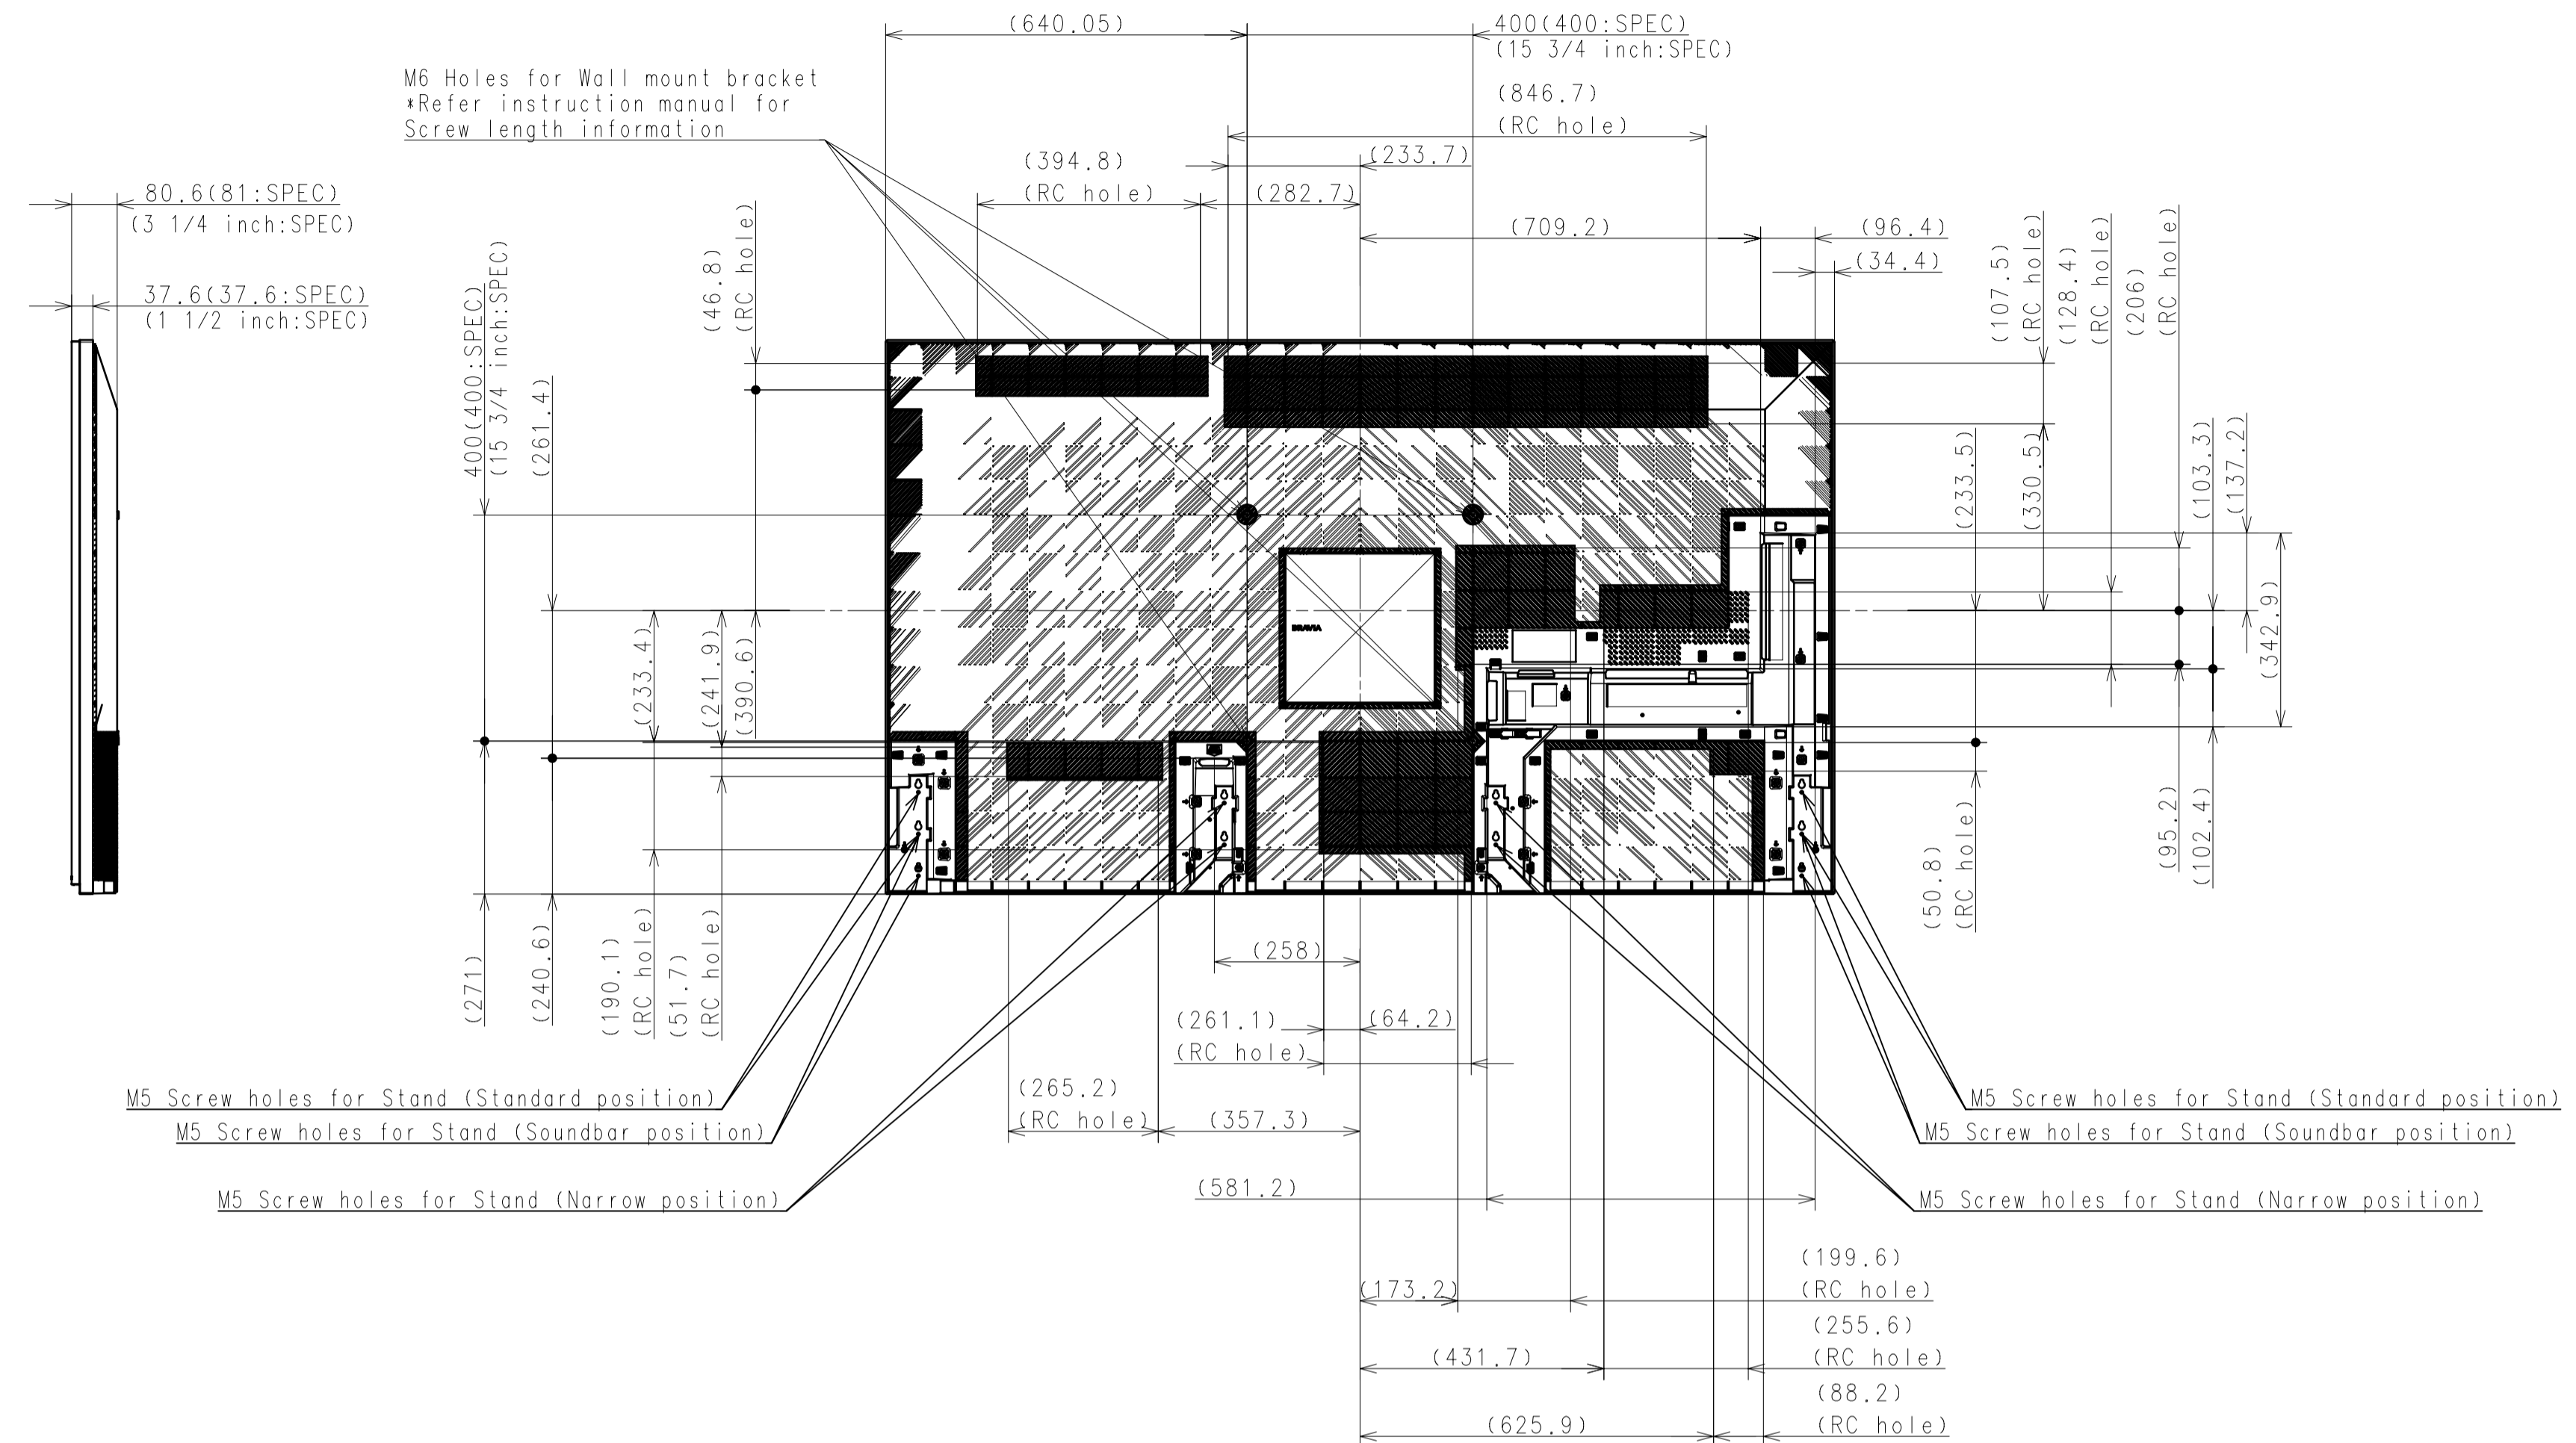 (640.05)
400(400:SPEC)
(15 3/4 inch:SPEC)
M6 Holes for Wall mount bracket
*Refer instruction manual for
Screw length information
(846.7)
(RC hole)
(394.8)
(RC hole)
(233.7)
(282.7)
80.6(81:SPEC)
(3 1/4 inch:SPEC)
37.6(37.6:SPEC)
(1 1/2 inch:SPEC)
(709.2)
(96.4)
(34.4)
400(400:SPEC)
(15 3/4 inch:SPEC)
(261.4)
(46.8)
(RC hole)
(107.5)
(RC hole)
(128.4)
(RC hole)
(206)
(RC hole)
(233.5)
(330.5)
(103.3)
(137.2)
(342.9)
(233.4)
(241.9)
(390.6)
BRAVIA
(271)
(240.6)
(190.1)
(RC hole)
(51.7)
(RC hole)
(50.8)
(RC hole)
(95.2)
(102.4)
(258)
(261.1)
(RC hole)
(64.2)
(265.2)
(RC hole)
(357.3)
(581.2)
M5 Screw holes for Stand (Standard position)
M5 Screw holes for Stand (Soundbar position)
M5 Screw holes for Stand (Narrow position)
M5 Screw holes for Stand (Standard position)
M5 Screw holes for Stand (Soundbar position)
M5 Screw holes for Stand (Narrow position)
(173.2)
(199.6)
(RC hole)
(431.7)
(255.6)
(RC hole)
(625.9)
(88.2)
(RC hole)